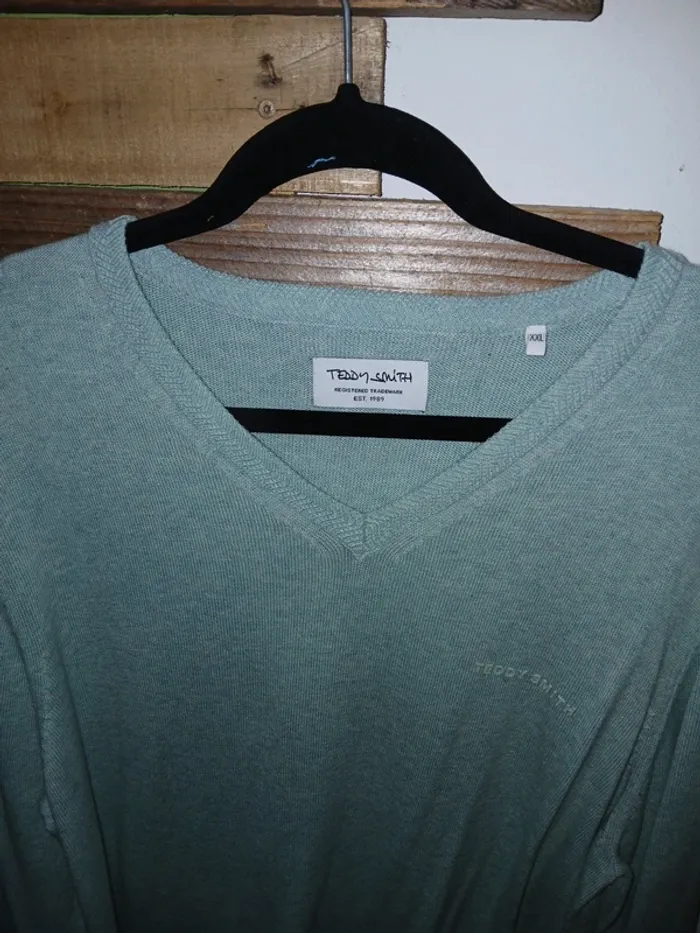 TEDDY SMITH
REGISTERED TRADEMARK
EST. 1989
XXL
TEDDY SMITH